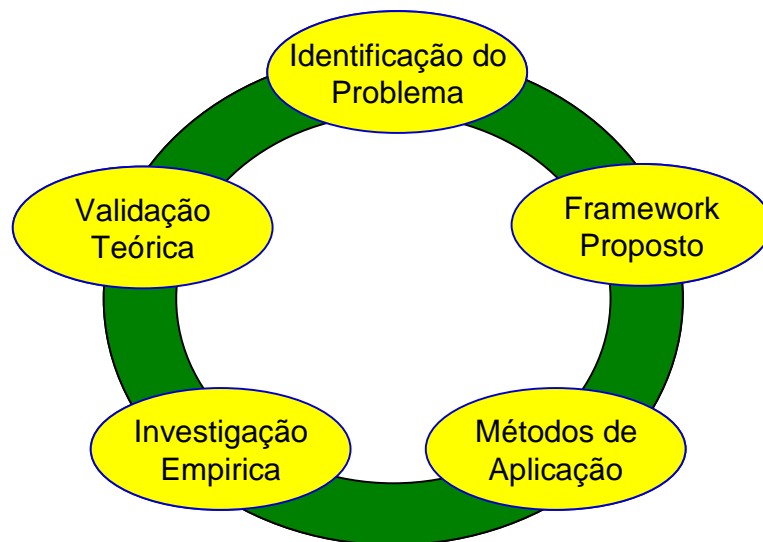 Identificação do
Problema
Framework
Proposto
Métodos de
Aplicação
Investigação
Empirica
Validação
Teórica